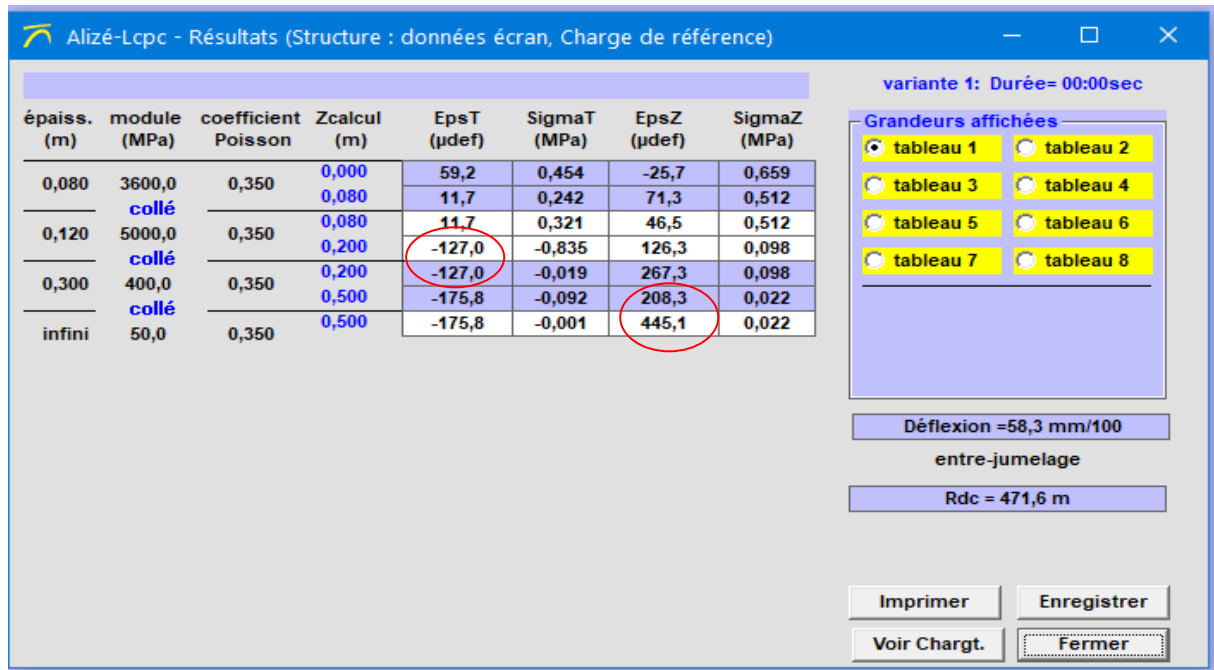 Alizé-Lcpc - Résultats (Structure : données écran, Charge de référence)
variante 1: Durée= 00:00sec
épaiss. module coefficient Zcalcul EpsT SigmaT EpsZ SigmaZ
(m) (MPa) Poisson (m) (µdef) (MPa) (µdef) (MPa)
0,000 59,2 0,454 -25,7 0,659
0,080 3600,0 0,350
0,080 11,7 0,242 71,3 0,512
collé
0,080 11,7 0,321 46,5 0,512
0,120 5000,0 0,350
0,200 -127,0 -0,835 126,3 0,098
collé
0,200 -127,0 -0,019 267,3 0,098
0,300 400,0 0,350
0,500 -175,8 -0,092 208,3 0,022
collé
0,500 -175,8 -0,001 445,1 0,022
infini 50,0 0,350
Grandeurs affichées
tableau 1 tableau 2
tableau 3 tableau 4
tableau 5 tableau 6
tableau 7 tableau 8
Déflexion =58,3 mm/100
entre-jumelage
Rdc = 471,6 m
Imprimer Enregistrer
Voir Chargt. Fermer